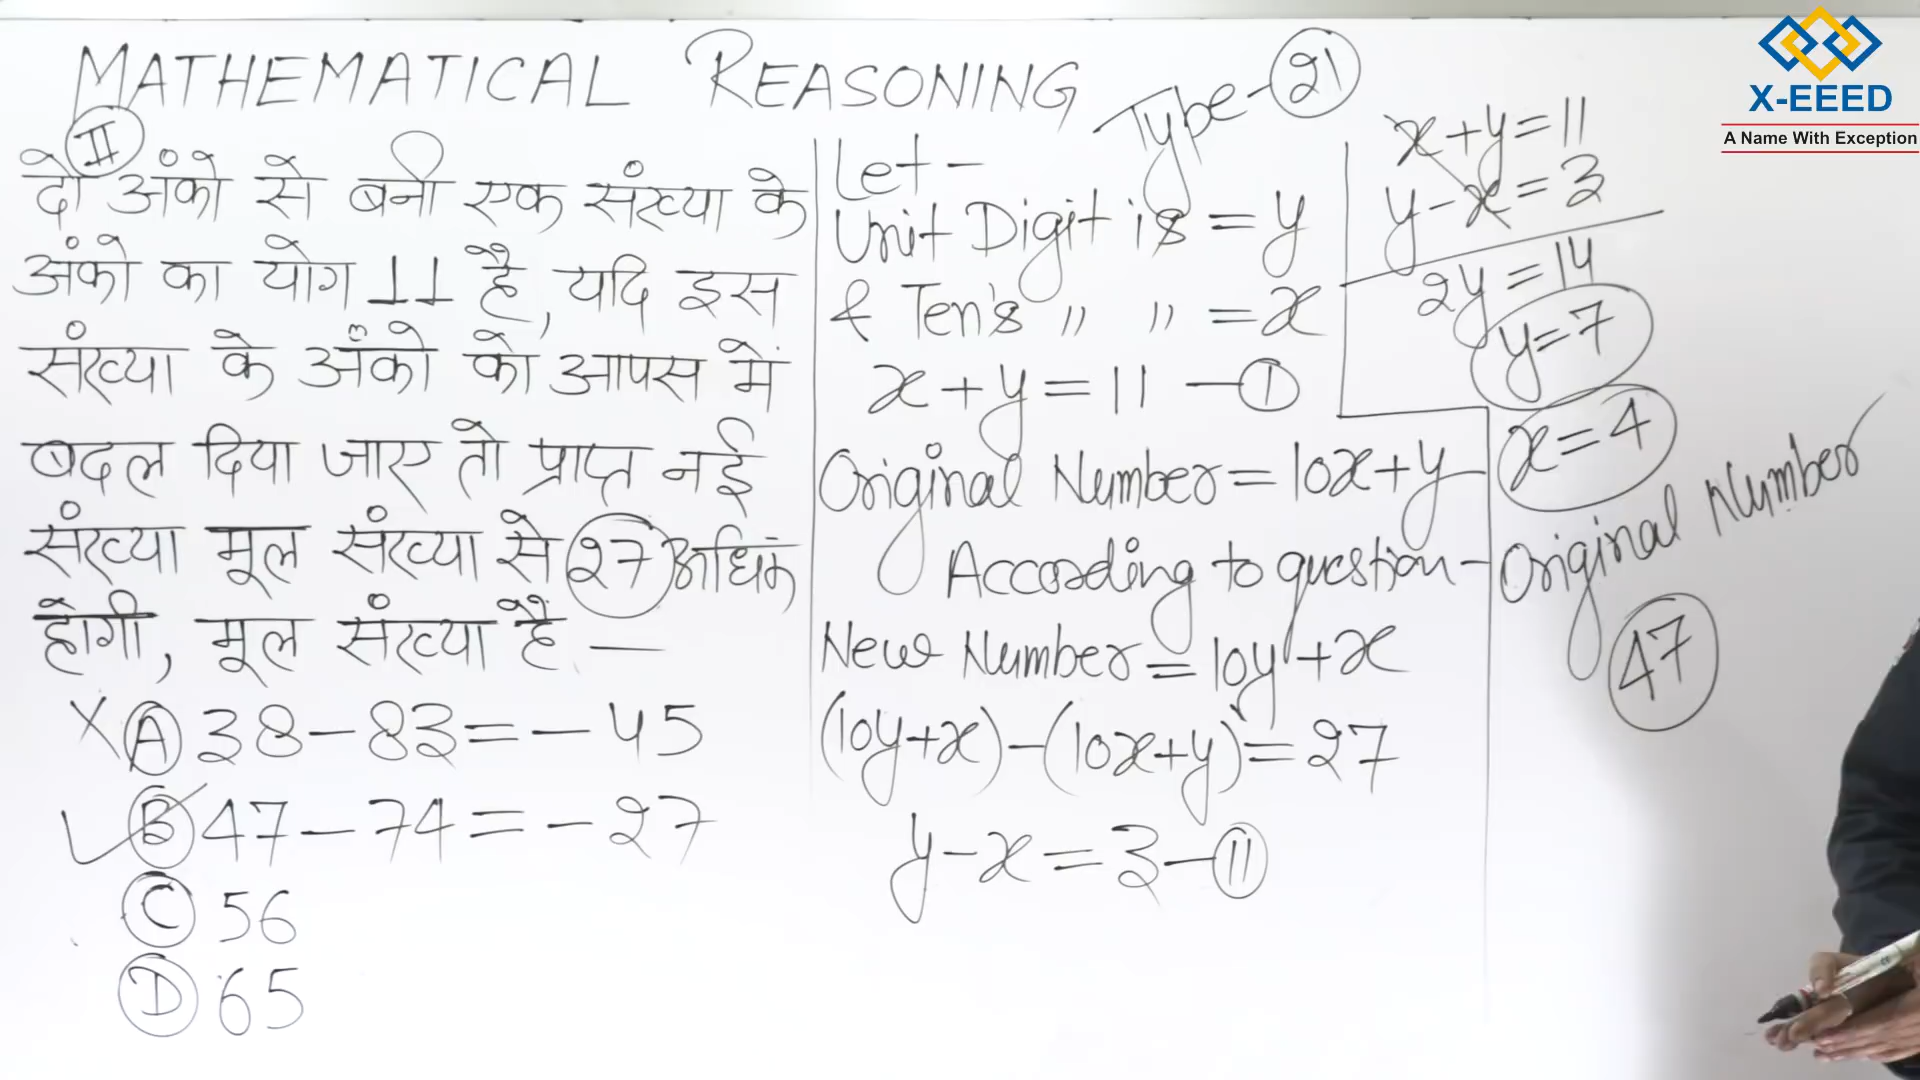 MATHEMATICAL REASONING
Type-21
II
दो अंको से बनी एक संख्या के
अंको का योग 11 है, यदि इस
संख्या के अंको को आपस में
बदल दिया जाए तो प्राप्त नई
संख्या मूल संख्या से 27 अधिक
होगी, मूल संख्या है —
X A 38-83=-45
✓ B 47-74=-27
C 56
D 65
Let-
Unit Digit is = y
& Ten's " " = x
x+y=11 — I
Original Number = 10x+y
According to question-
New Number = 10y+x
(10y+x)-(10x+y)=27
y-x=3 — II
x+y=11
y-x=3
2y=14
y=7
x=4
Original Number
47
X-EEED
A Name With Exception